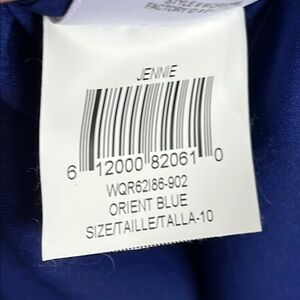 JENNIE
6 12000 82061 0
WQR62I86-902
ORIENT BLUE
SIZE/TAILLE/TALLA-10